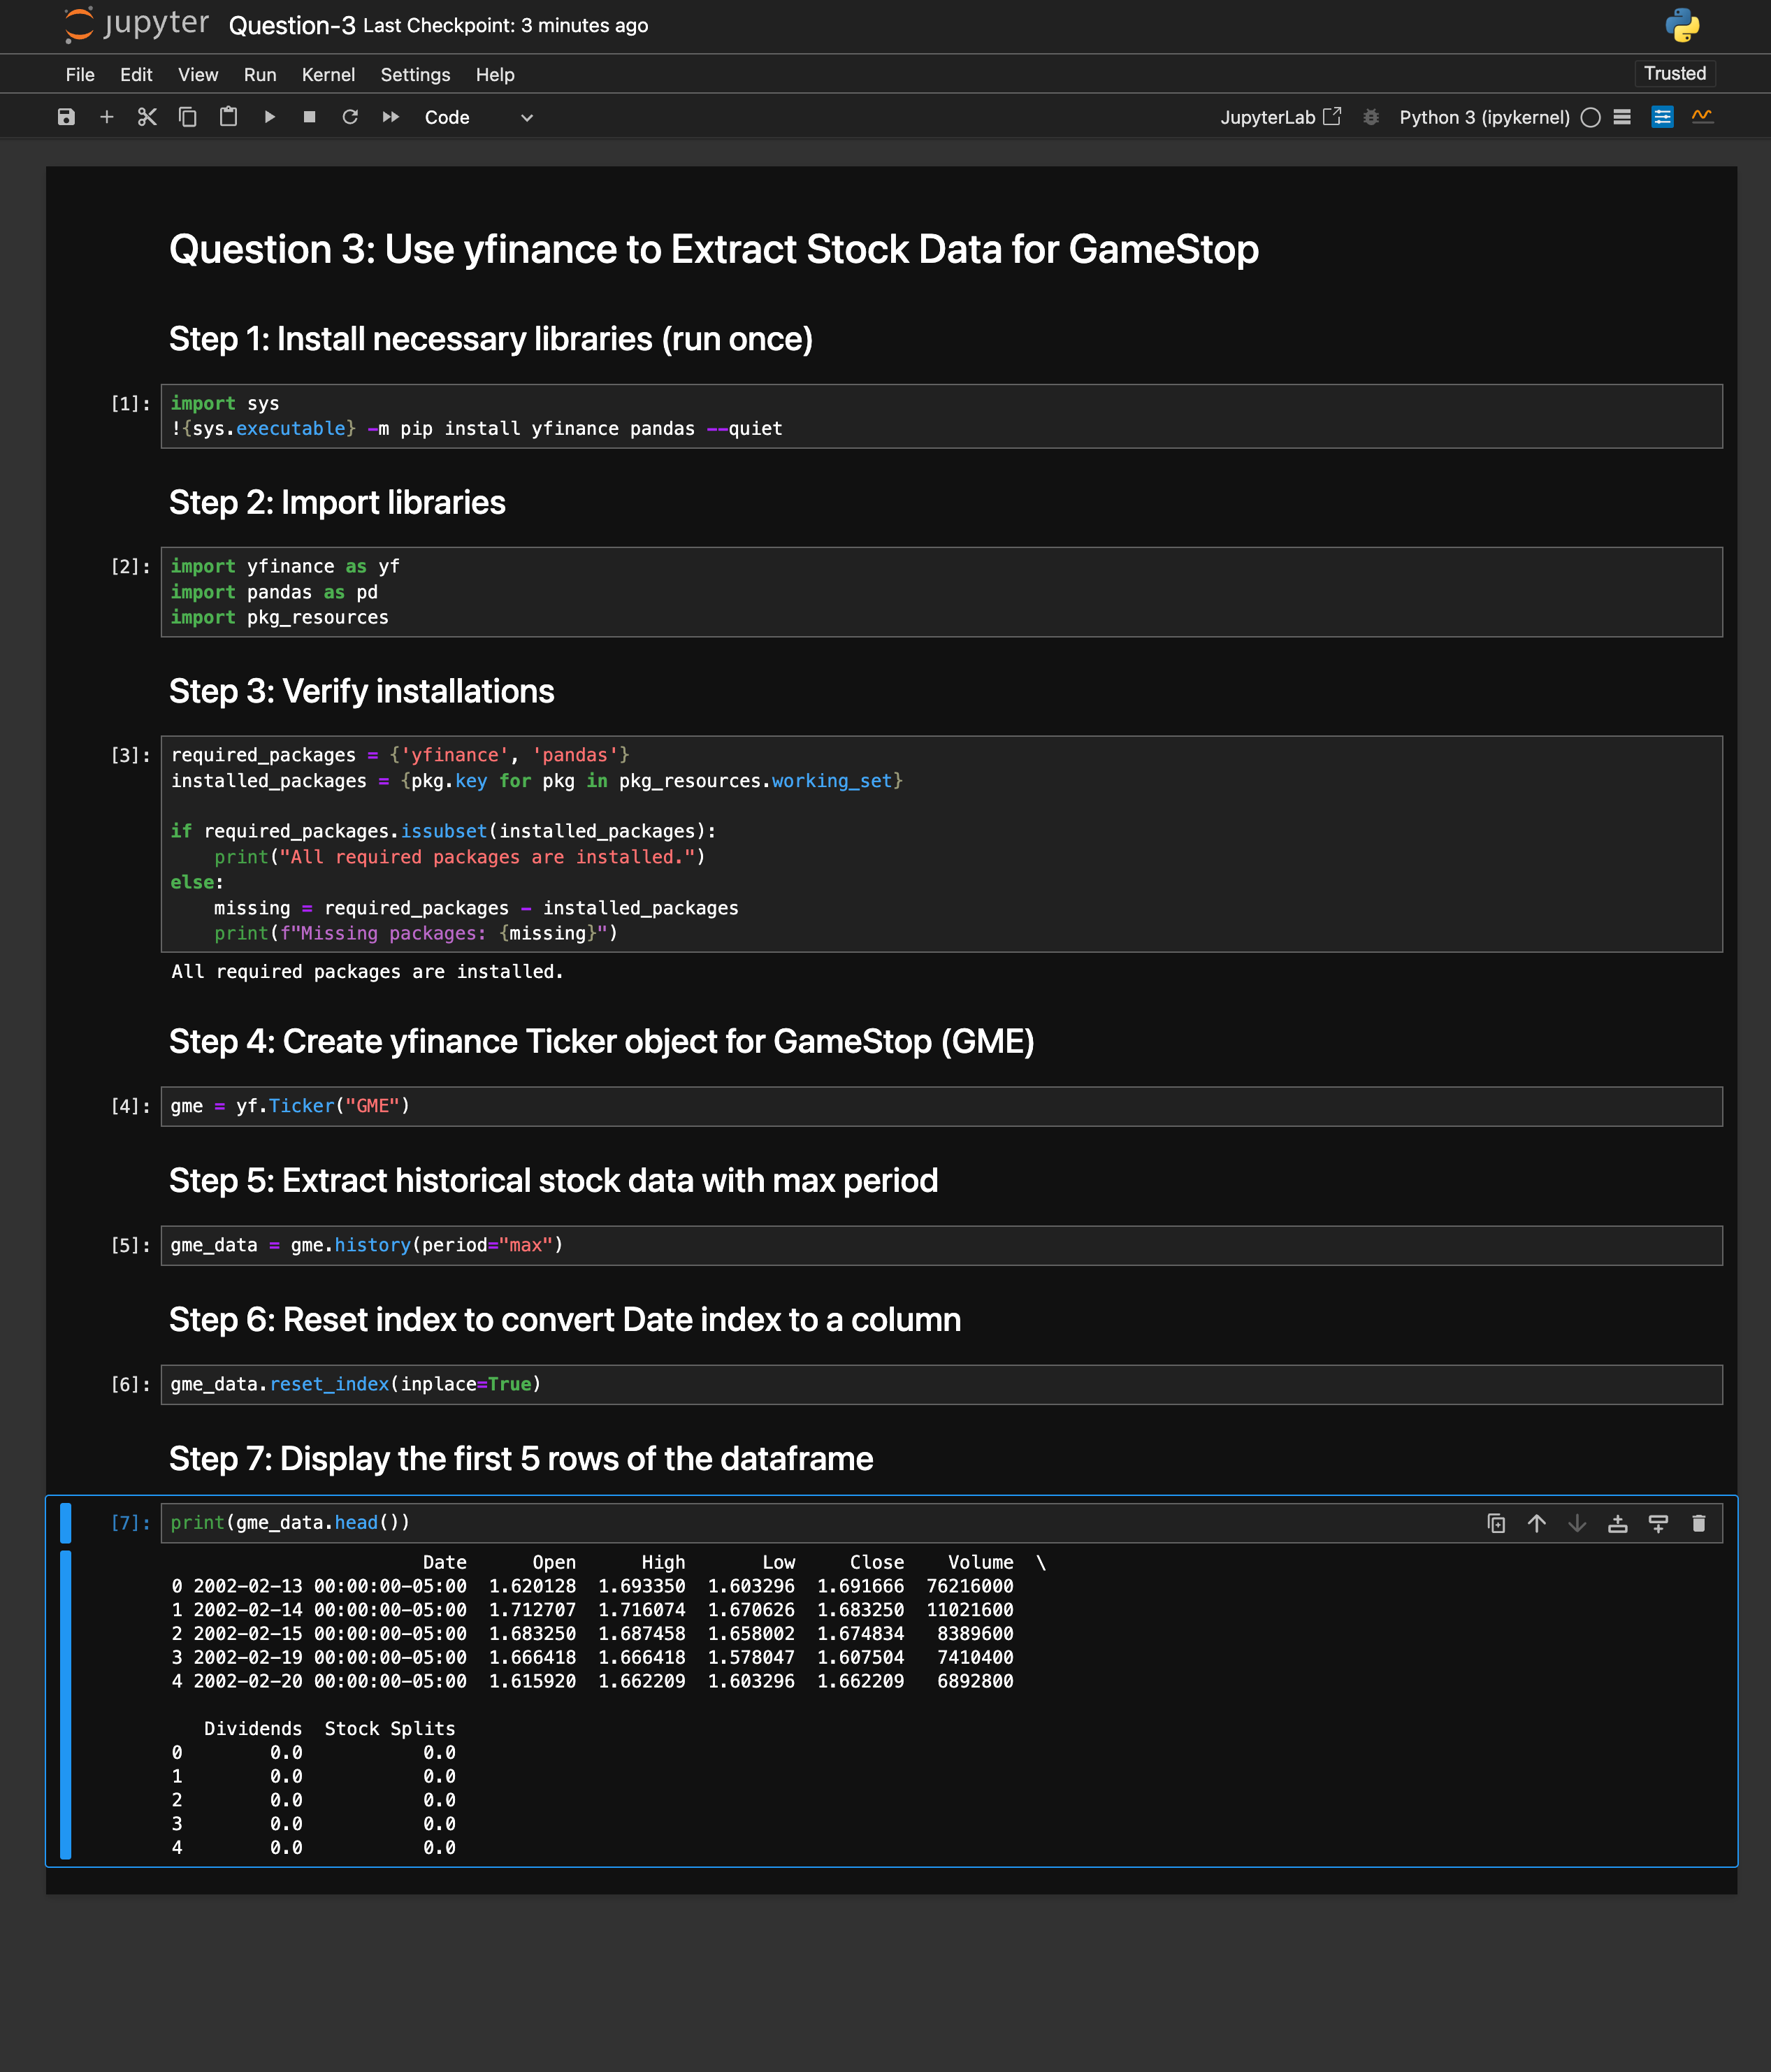 jupyter Question-3 Last Checkpoint: 3 minutes ago
File Edit View Run Kernel Settings Help Trusted
Code JupyterLab Python 3 (ipykernel)
Question 3: Use yfinance to Extract Stock Data for GameStop
Step 1: Install necessary libraries (run once)
[1]: import sys
!{sys.executable} -m pip install yfinance pandas --quiet
Step 2: Import libraries
[2]: import yfinance as yf
import pandas as pd
import pkg_resources
Step 3: Verify installations
[3]: required_packages = {'yfinance', 'pandas'}
installed_packages = {pkg.key for pkg in pkg_resources.working_set}
if required_packages.issubset(installed_packages):
    print("All required packages are installed.")
else:
    missing = required_packages - installed_packages
    print(f"Missing packages: {missing}")
All required packages are installed.
Step 4: Create yfinance Ticker object for GameStop (GME)
[4]: gme = yf.Ticker("GME")
Step 5: Extract historical stock data with max period
[5]: gme_data = gme.history(period="max")
Step 6: Reset index to convert Date index to a column
[6]: gme_data.reset_index(inplace=True)
Step 7: Display the first 5 rows of the dataframe
[7]: print(gme_data.head())
                       Date      Open      High       Low     Close    Volume  \
0 2002-02-13 00:00:00-05:00  1.620128  1.693350  1.603296  1.691666  76216000
1 2002-02-14 00:00:00-05:00  1.712707  1.716074  1.670626  1.683250  11021600
2 2002-02-15 00:00:00-05:00  1.683250  1.687458  1.658002  1.674834   8389600
3 2002-02-19 00:00:00-05:00  1.666418  1.666418  1.578047  1.607504   7410400
4 2002-02-20 00:00:00-05:00  1.615920  1.662209  1.603296  1.662209   6892800
   Dividends  Stock Splits
0        0.0           0.0
1        0.0           0.0
2        0.0           0.0
3        0.0           0.0
4        0.0           0.0